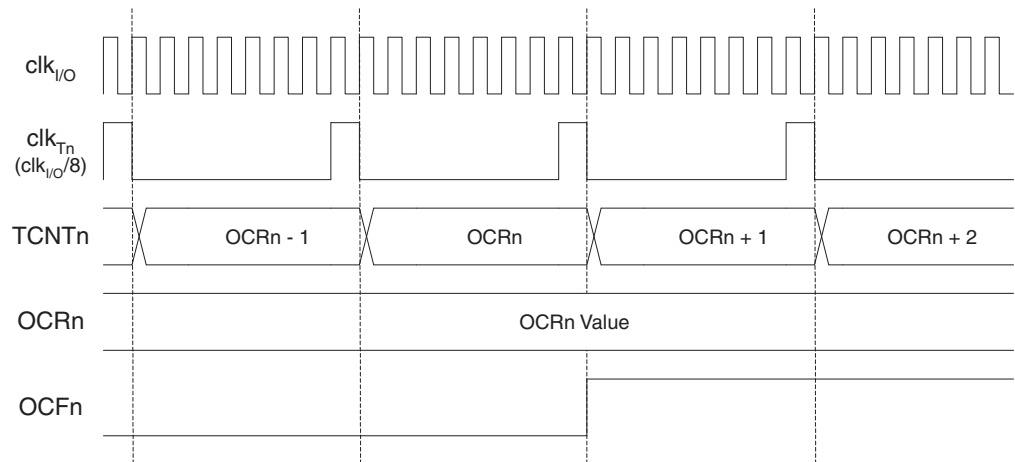 clkI/O
clkTn
(clkI/O/8)
TCNTn
OCRn - 1
OCRn
OCRn + 1
OCRn + 2
OCRn
OCRn Value
OCFn